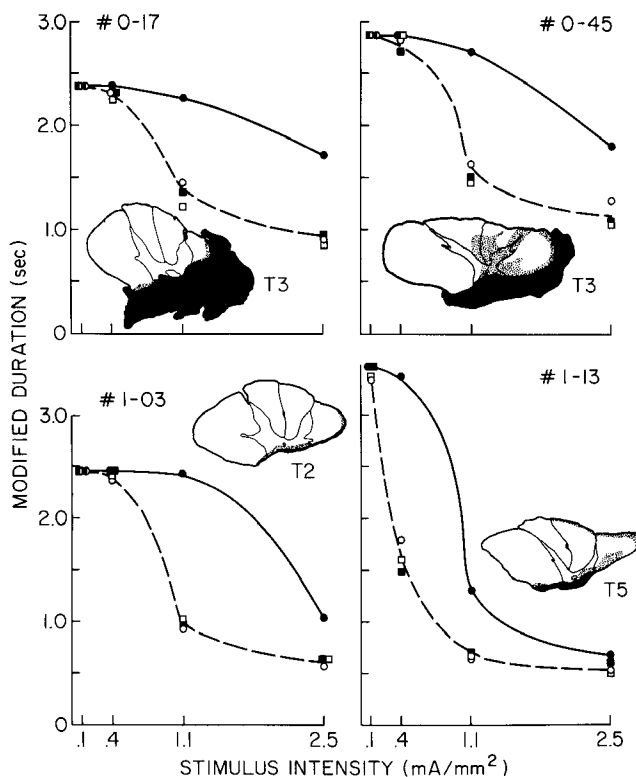 # 0-17
# 0-45
3.0
2.0
1.0
0
T3
T3
MODIFIED DURATION (sec)
# 1-03
# 1-13
3.0
2.0
1.0
0
T2
T5
.1 .4 1.1 2.5
.1 .4 1.1 2.5
STIMULUS INTENSITY (mA/mm²)